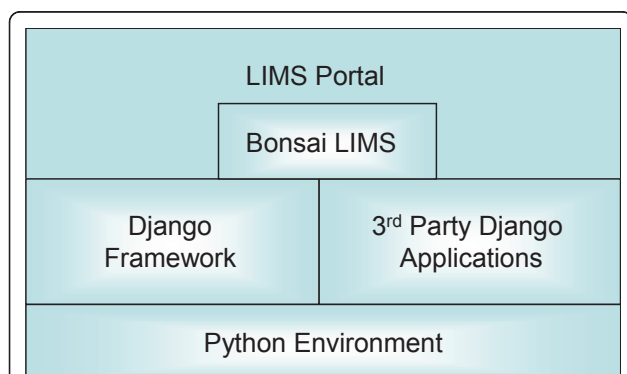 LIMS Portal
Bonsai LIMS
Django
Framework
3rd Party Django
Applications
Python Environment